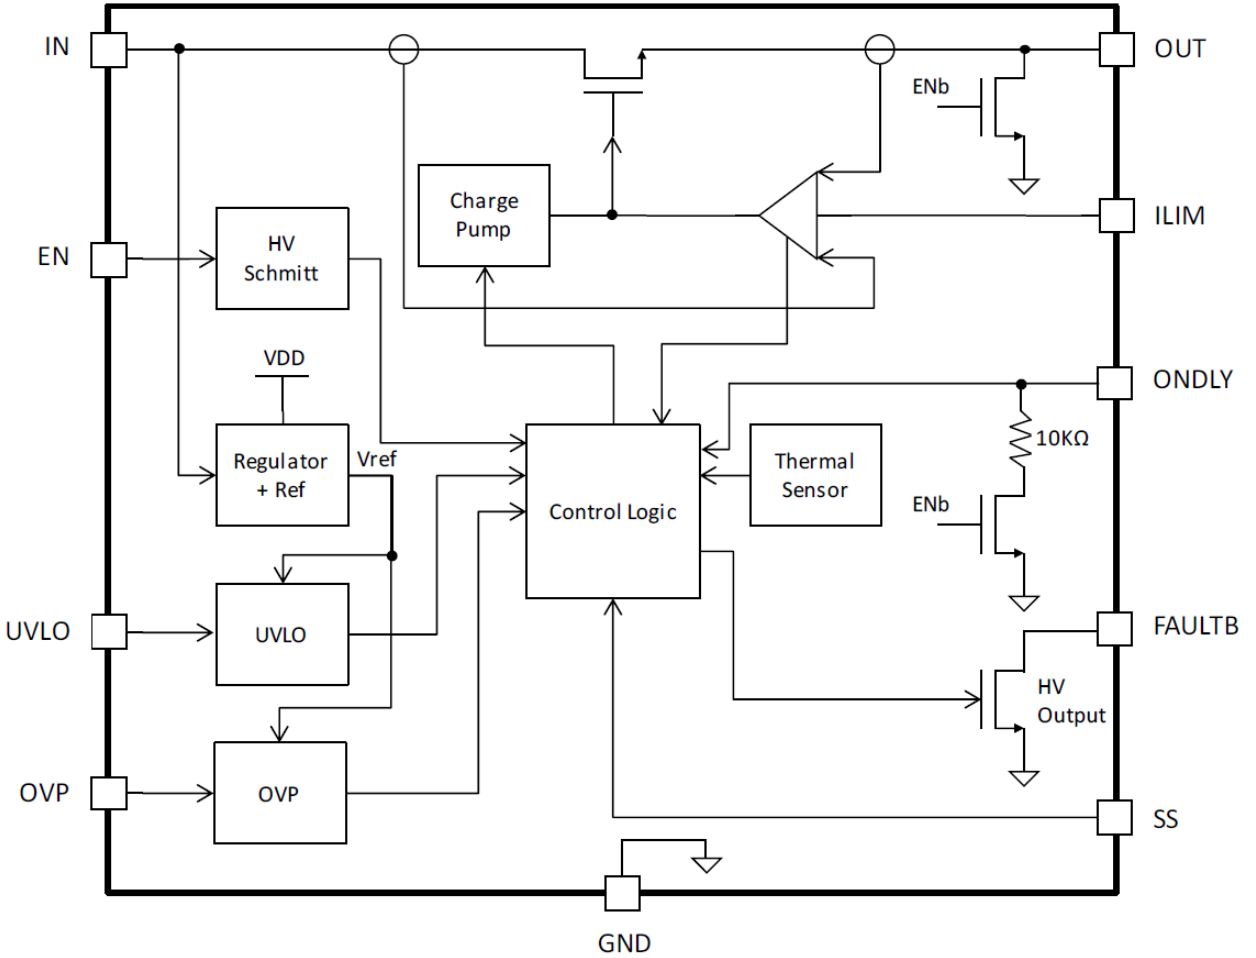 IN
OUT
ENb
Charge
Pump
ILIM
HV
Schmitt
EN
VDD
ONDLY
10KΩ
Regulator
+ Ref
Vref
Thermal
Sensor
Control Logic
ENb
UVLO
UVLO
FAULTB
HV
Output
OVP
OVP
SS
GND